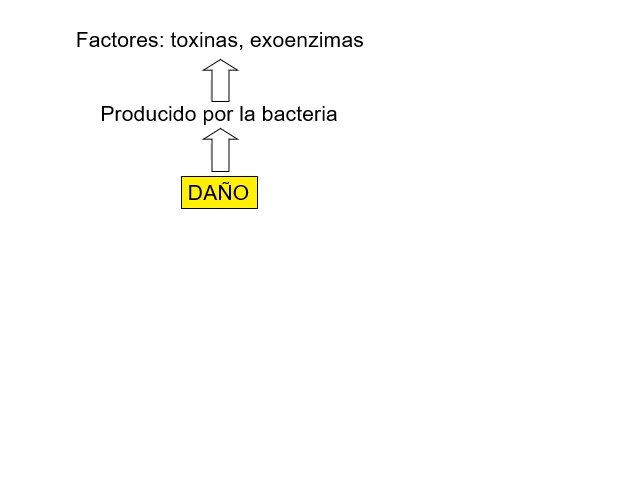 Factores: toxinas, exoenzimas
Producido por la bacteria
DAÑO